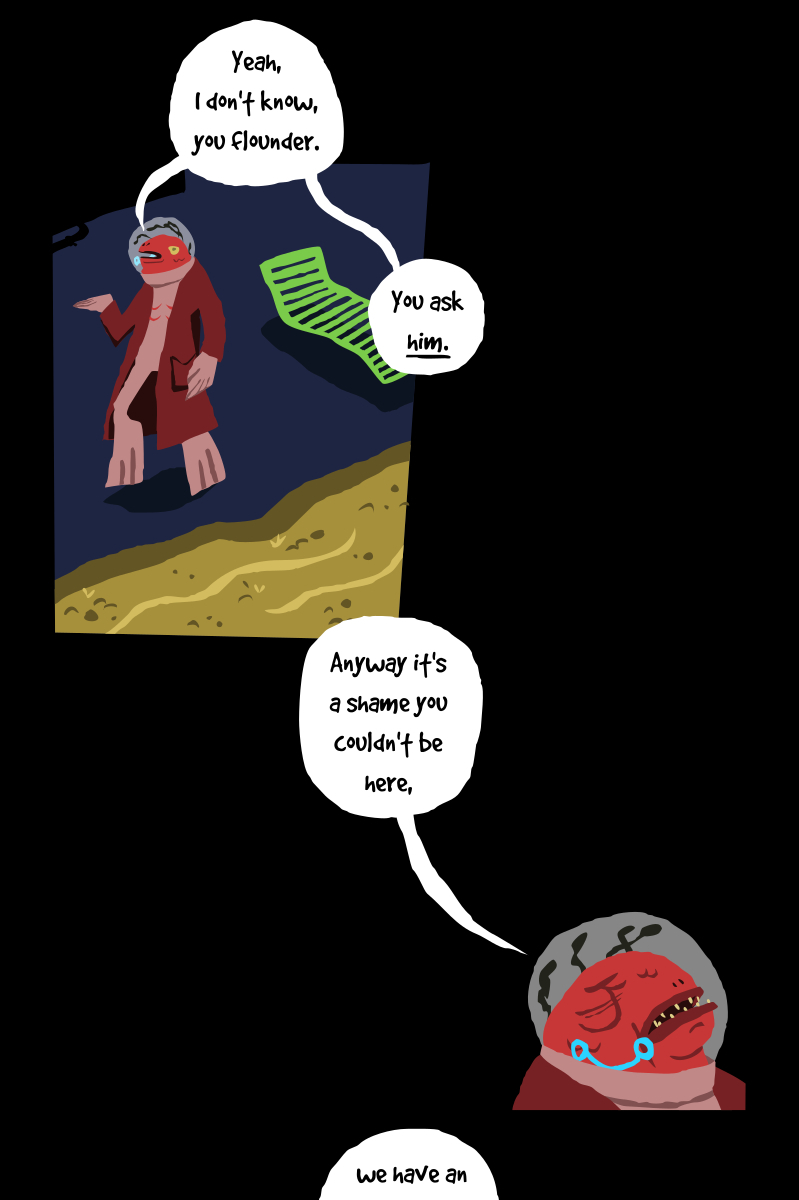 Yeah,
I don't know,
you flounder.
You ask
him.
Anyway it's
a shame you
couldn't be
here,
we have an